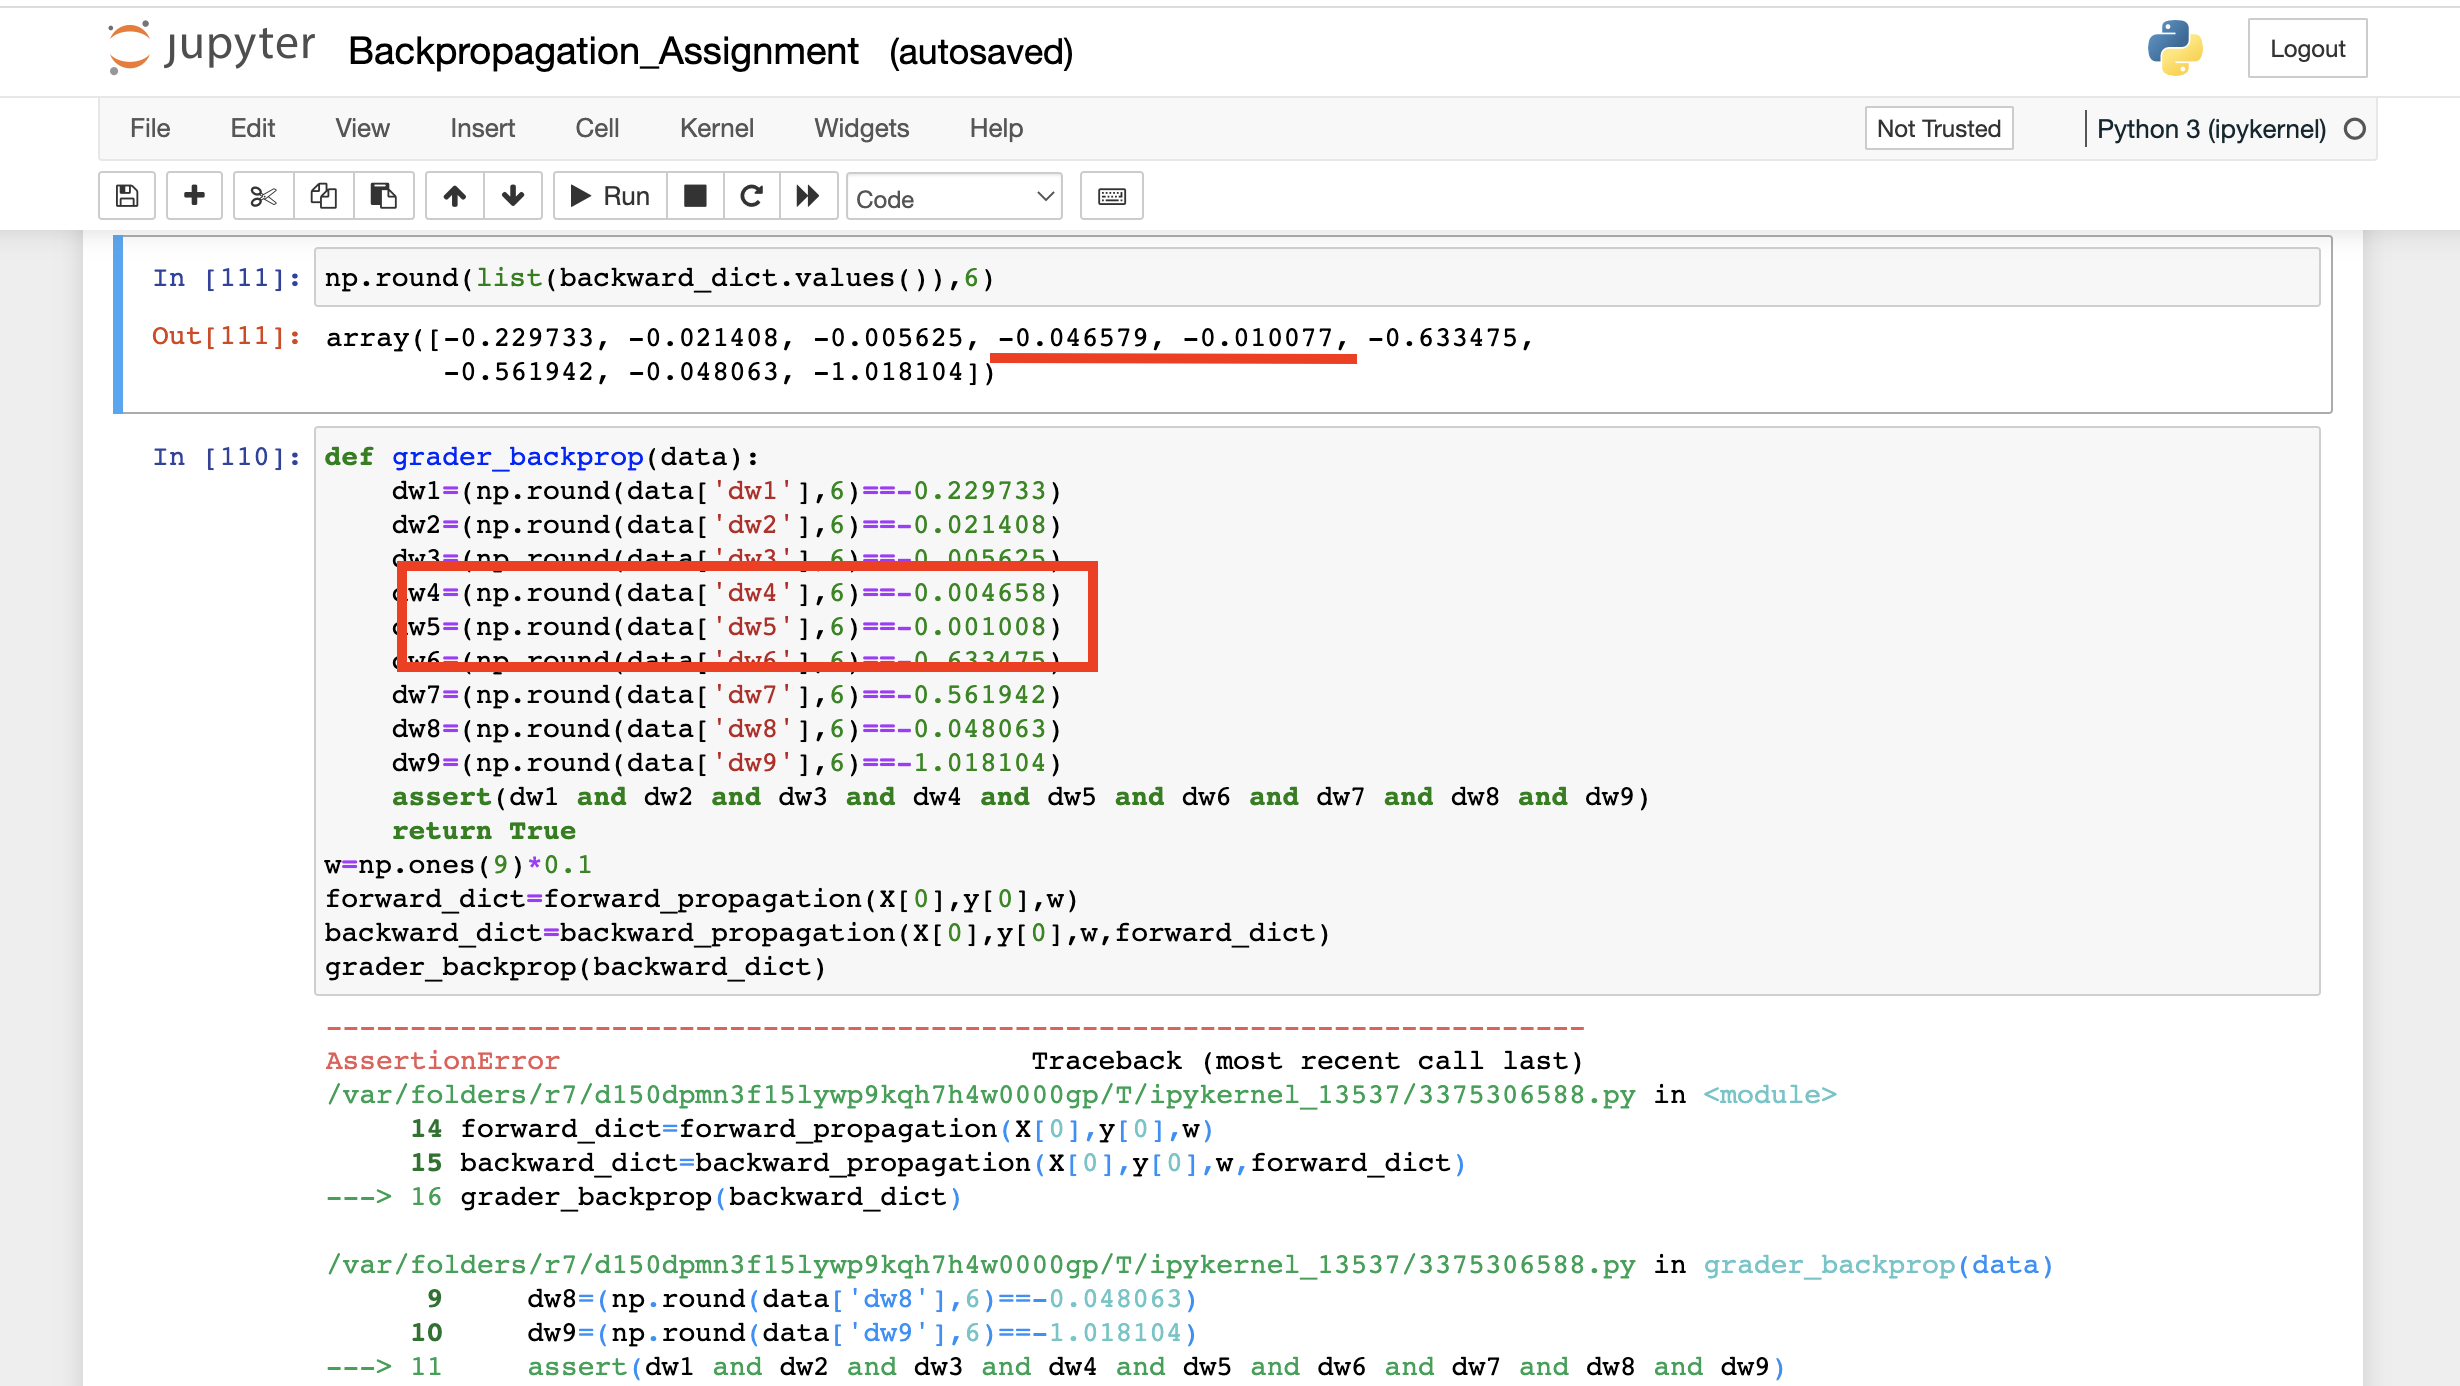 jupyter Backpropagation_Assignment (autosaved) Logout
File Edit View Insert Cell Kernel Widgets Help Not Trusted Python 3 (ipykernel)
Run Code
In [111]: np.round(list(backward_dict.values()),6)
Out[111]: array([-0.229733, -0.021408, -0.005625, -0.046579, -0.010077, -0.633475,
-0.561942, -0.048063, -1.018104])
In [110]: def grader_backprop(data):
dw1=(np.round(data['dw1'],6)==-0.229733)
dw2=(np.round(data['dw2'],6)==-0.021408)
dw3=(np.round(data['dw3'],6)==-0.005625)
dw4=(np.round(data['dw4'],6)==-0.004658)
dw5=(np.round(data['dw5'],6)==-0.001008)
dw6=(np.round(data['dw6'],6)==-0.633475)
dw7=(np.round(data['dw7'],6)==-0.561942)
dw8=(np.round(data['dw8'],6)==-0.048063)
dw9=(np.round(data['dw9'],6)==-1.018104)
assert(dw1 and dw2 and dw3 and dw4 and dw5 and dw6 and dw7 and dw8 and dw9)
return True
w=np.ones(9)*0.1
forward_dict=forward_propagation(X[0],y[0],w)
backward_dict=backward_propagation(X[0],y[0],w,forward_dict)
grader_backprop(backward_dict)
---------------------------------------------------------------------------
AssertionError Traceback (most recent call last)
/var/folders/r7/d150dpmn3f15lywp9kqh7h4w0000gp/T/ipykernel_13537/3375306588.py in <module>
14 forward_dict=forward_propagation(X[0],y[0],w)
15 backward_dict=backward_propagation(X[0],y[0],w,forward_dict)
---> 16 grader_backprop(backward_dict)
/var/folders/r7/d150dpmn3f15lywp9kqh7h4w0000gp/T/ipykernel_13537/3375306588.py in grader_backprop(data)
9 dw8=(np.round(data['dw8'],6)==-0.048063)
10 dw9=(np.round(data['dw9'],6)==-1.018104)
---> 11 assert(dw1 and dw2 and dw3 and dw4 and dw5 and dw6 and dw7 and dw8 and dw9)